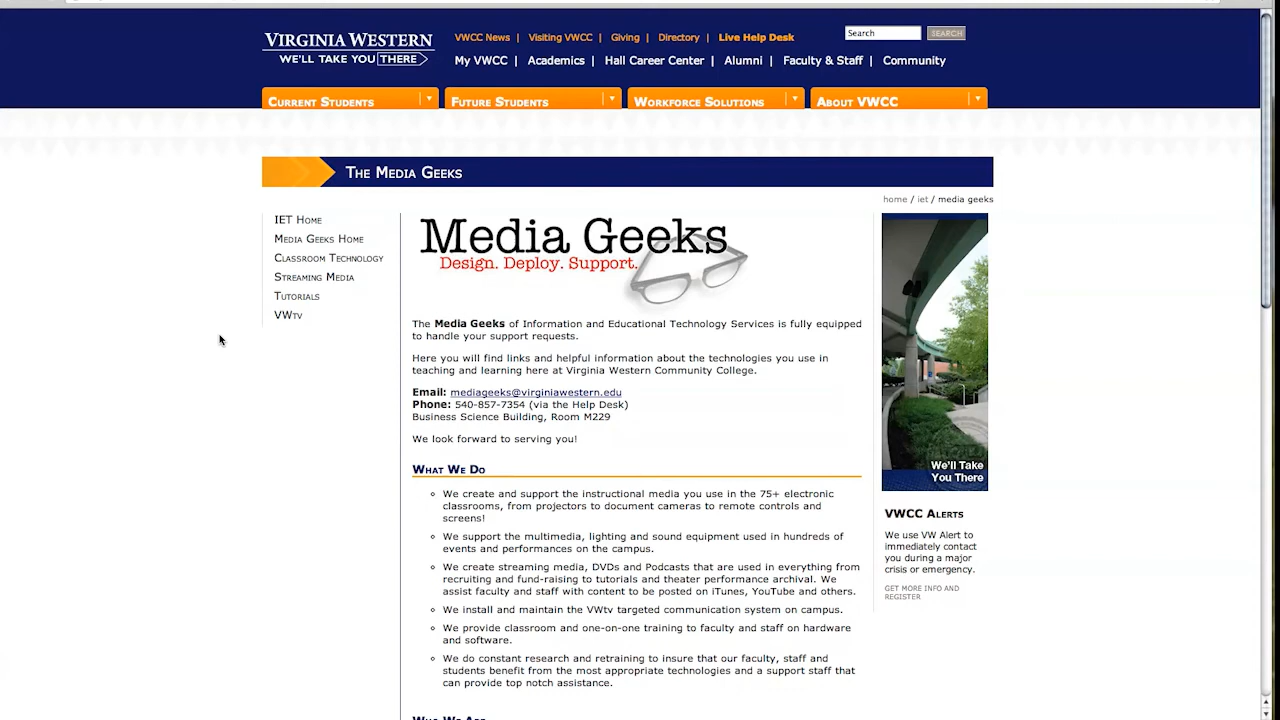 VIRGINIA WESTERN
WE'LL TAKE YOU THERE
VWCC News | Visiting VWCC | Giving | Directory | Live Help Desk
Search
SEARCH
My VWCC | Academics | Hall Career Center | Alumni | Faculty & Staff | Community
CURRENT STUDENTS
FUTURE STUDENTS
WORKFORCE SOLUTIONS
ABOUT VWCC
THE MEDIA GEEKS
home / iet / media geeks
IET HOME
MEDIA GEEKS HOME
CLASSROOM TECHNOLOGY
STREAMING MEDIA
TUTORIALS
VWTV
Media Geeks
Design. Deploy. Support.
The Media Geeks of Information and Educational Technology Services is fully equipped
to handle your support requests.
Here you will find links and helpful information about the technologies you use in
teaching and learning here at Virginia Western Community College.
Email: mediageeks@virginiawestern.edu
Phone: 540-857-7354 (via the Help Desk)
Business Science Building, Room M229
We look forward to serving you!
WHAT WE DO
We create and support the instructional media you use in the 75+ electronic
classrooms, from projectors to document cameras to remote controls and
screens!
We support the multimedia, lighting and sound equipment used in hundreds of
events and performances on the campus.
We create streaming media, DVDs and Podcasts that are used in everything from
recruiting and fund-raising to tutorials and theater performance archival. We
assist faculty and staff with content to be posted on iTunes, YouTube and others.
We install and maintain the VWtv targeted communication system on campus.
We provide classroom and one-on-one training to faculty and staff on hardware
and software.
We do constant research and retraining to insure that our faculty, staff and
students benefit from the most appropriate technologies and a support staff that
can provide top notch assistance.
WHO WE ARE
We'll Take
You There
VWCC ALERTS
We use VW Alert to
immediately contact
you during a major
crisis or emergency.
GET MORE INFO AND
REGISTER